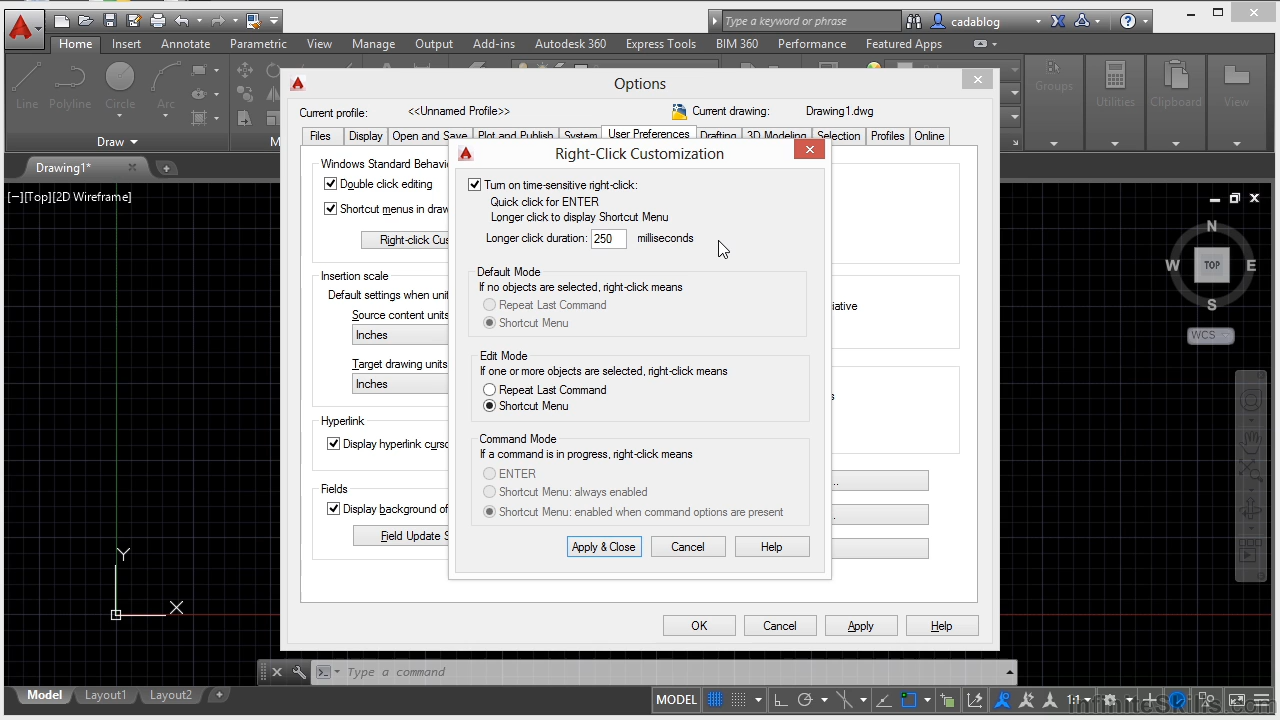 Type a keyword or phrase
cadablog
Home Insert Annotate Parametric View Manage Output Add-ins Autodesk 360 Express Tools BIM 360 Performance Featured Apps
Line Polyline Circle Arc
Groups Utilities Clipboard View
Draw
Options
Current profile: <<Unnamed Profile>> Current drawing: Drawing1.dwg
Files Display Open and Save Plot and Publish System User Preferences Drafting 3D Modeling Selection Profiles Online
Drawing1*
[−][Top][2D Wireframe]
Windows Standard Behavi
Double click editing
Shortcut menus in draw
Right-click Cus
Insertion scale
Default settings when unit
Source content units
Inches
Target drawing units
Inches
Hyperlink
Display hyperlink curso
Fields
Display background of
Field Update S
iative
s
..
.
Right-Click Customization
Turn on time-sensitive right-click:
Quick click for ENTER
Longer click to display Shortcut Menu
Longer click duration: 250 milliseconds
Default Mode
If no objects are selected, right-click means
Repeat Last Command
Shortcut Menu
Edit Mode
If one or more objects are selected, right-click means
Repeat Last Command
Shortcut Menu
Command Mode
If a command is in progress, right-click means
ENTER
Shortcut Menu: always enabled
Shortcut Menu: enabled when command options are present
Apply & Close Cancel Help
OK Cancel Apply Help
N
W TOP E
S
WCS
Y
X
Type a command
Model Layout1 Layout2
MODEL 1:1
InfiniteSkills.com